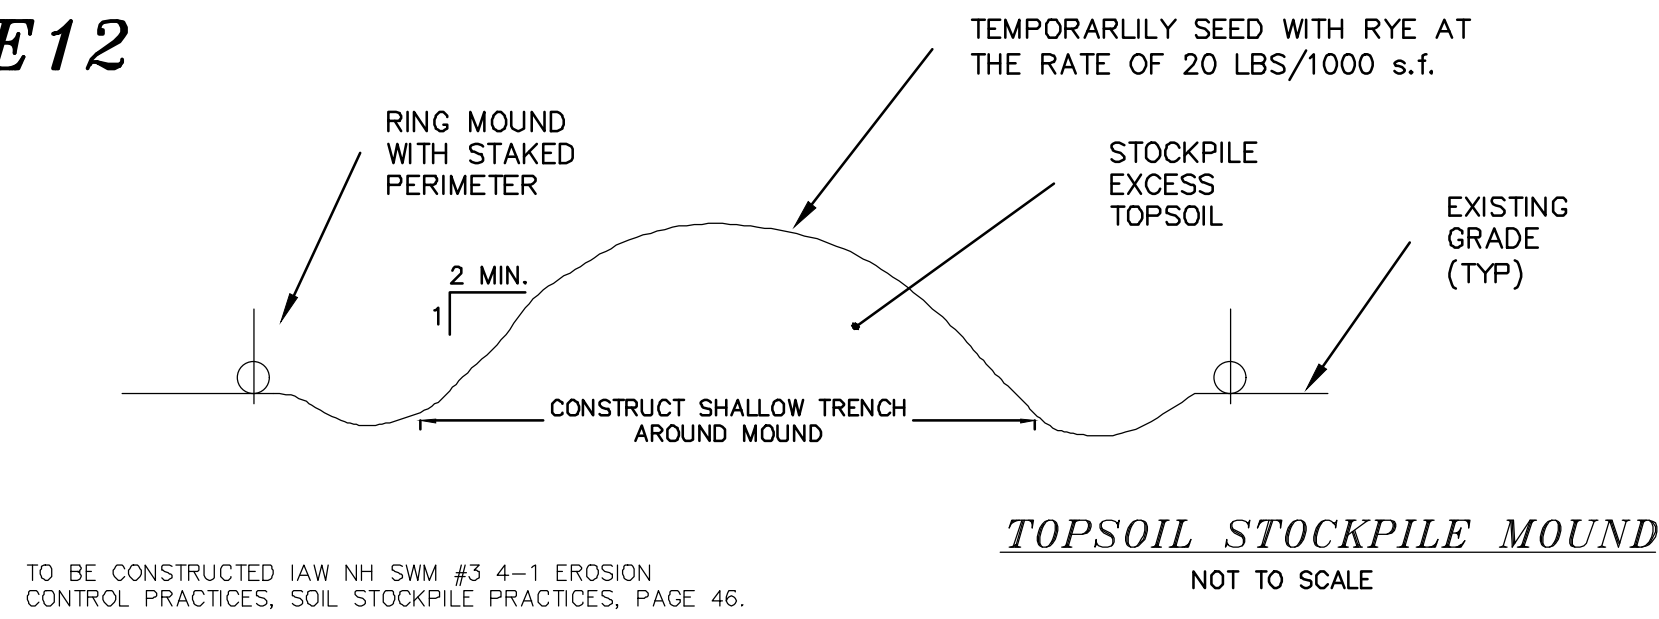 E12
TEMPORARLILY SEED WITH RYE AT
THE RATE OF 20 LBS/1000 s.f.
RING MOUND
WITH STAKED
PERIMETER
STOCKPILE
EXCESS
TOPSOIL
EXISTING
GRADE
(TYP)
2 MIN.
1
CONSTRUCT SHALLOW TRENCH
AROUND MOUND
TOPSOIL STOCKPILE MOUND
NOT TO SCALE
TO BE CONSTRUCTED IAW NH SWM #3 4-1 EROSION
CONTROL PRACTICES, SOIL STOCKPILE PRACTICES, PAGE 46.